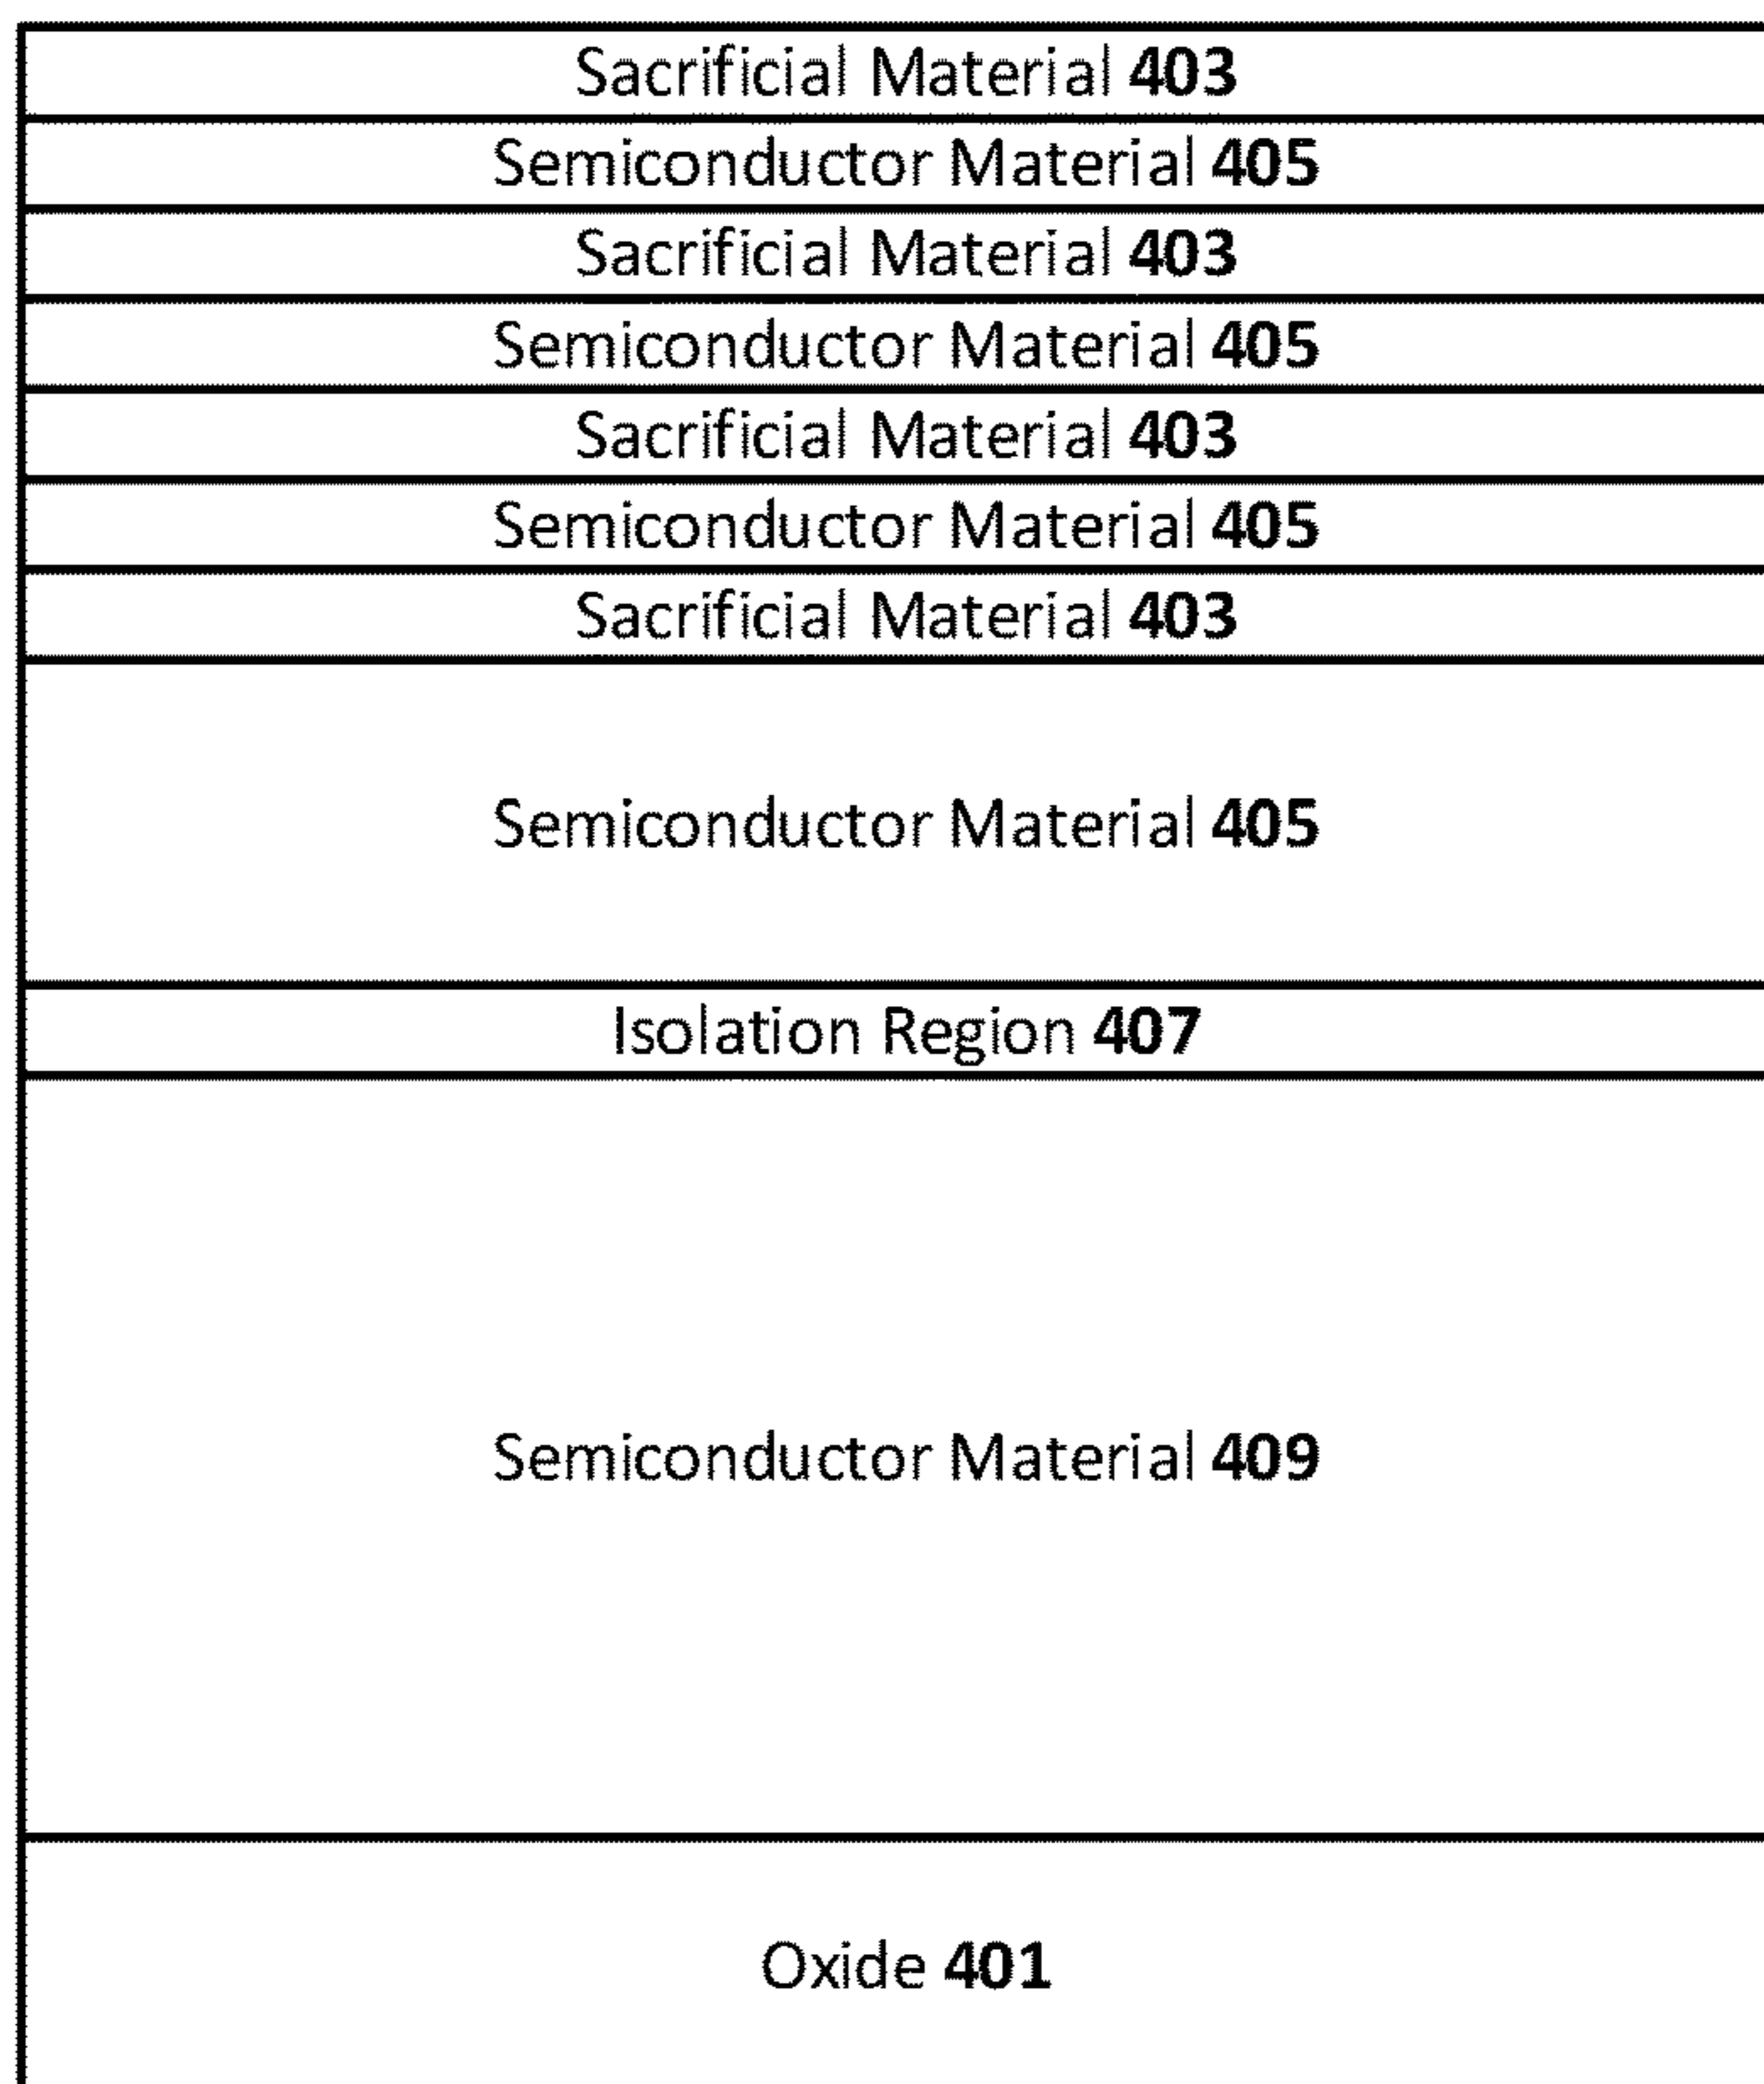 Sacrificial Material 403
Semiconductor Material 405
Sacrificial Material 403
Semiconductor Material 405
Sacrificial Material 403
Semiconductor Material 405
Sacrificial Material 403
Semiconductor Material 405
Isolation Region 407
Semiconductor Material 409
Oxide 401